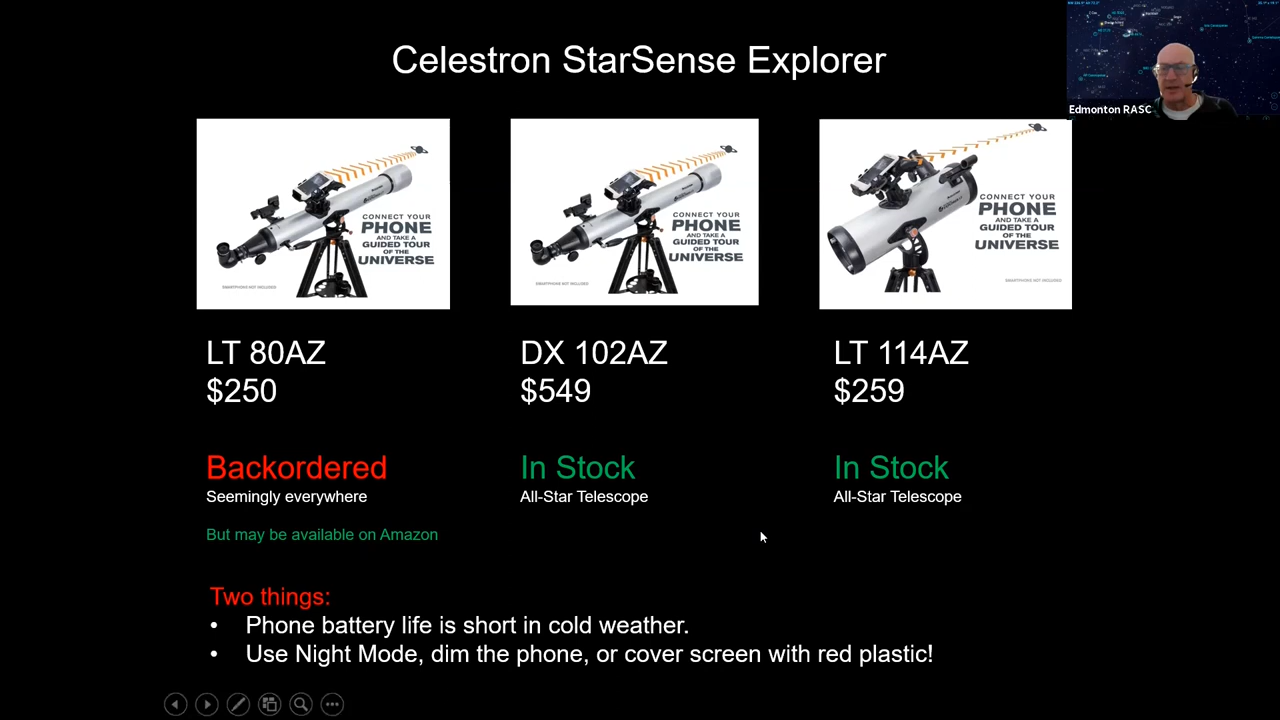 Celestron StarSense Explorer
Edmonton RASC
CONNECT YOUR
PHONE
AND TAKE A
GUIDED TOUR
OF THE
UNIVERSE
SMARTPHONE NOT INCLUDED
CONNECT YOUR
PHONE
AND TAKE A
GUIDED TOUR
OF THE
UNIVERSE
SMARTPHONE NOT INCLUDED
CONNECT YOUR
PHONE
AND TAKE A
GUIDED TOUR
OF THE
UNIVERSE
SMARTPHONE NOT INCLUDED
LT 80AZ
$250
Backordered
Seemingly everywhere
But may be available on Amazon
DX 102AZ
$549
In Stock
All-Star Telescope
LT 114AZ
$259
In Stock
All-Star Telescope
Two things:
• Phone battery life is short in cold weather.
• Use Night Mode, dim the phone, or cover screen with red plastic!